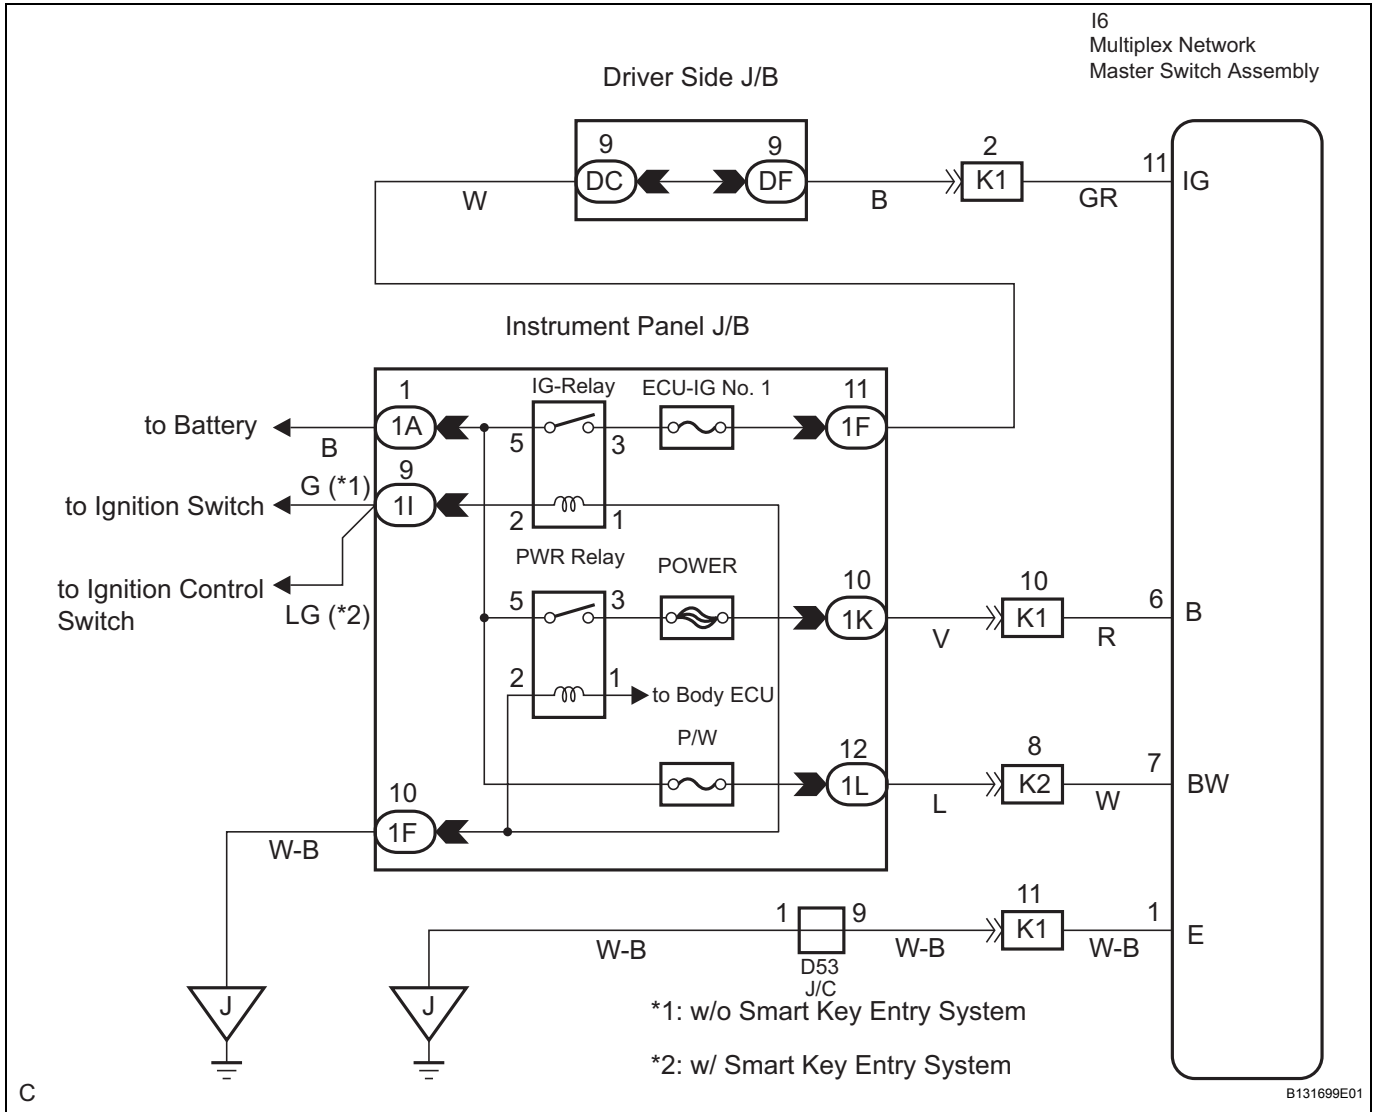 I6
Multiplex Network
Master Switch Assembly
Driver Side J/B
9
9
2
11
DC
DF
K1
IG
W
B
GR
Instrument Panel J/B
1
IG-Relay
ECU-IG No. 1
11
to Battery
1A
1F
B
5
3
9
G (*1)
to Ignition Switch
1I
2
1
PWR Relay
POWER
to Ignition Control
Switch
LG (*2)
5
3
10
1K
V
10
K1
R
6
B
2
1
to Body ECU
P/W
12
1L
L
8
K2
W
7
BW
10
1F
W-B
1
9
W-B
D53
J/C
W-B
11
K1
W-B
1
E
J
J
*1: w/o Smart Key Entry System
*2: w/ Smart Key Entry System
C
B131699E01